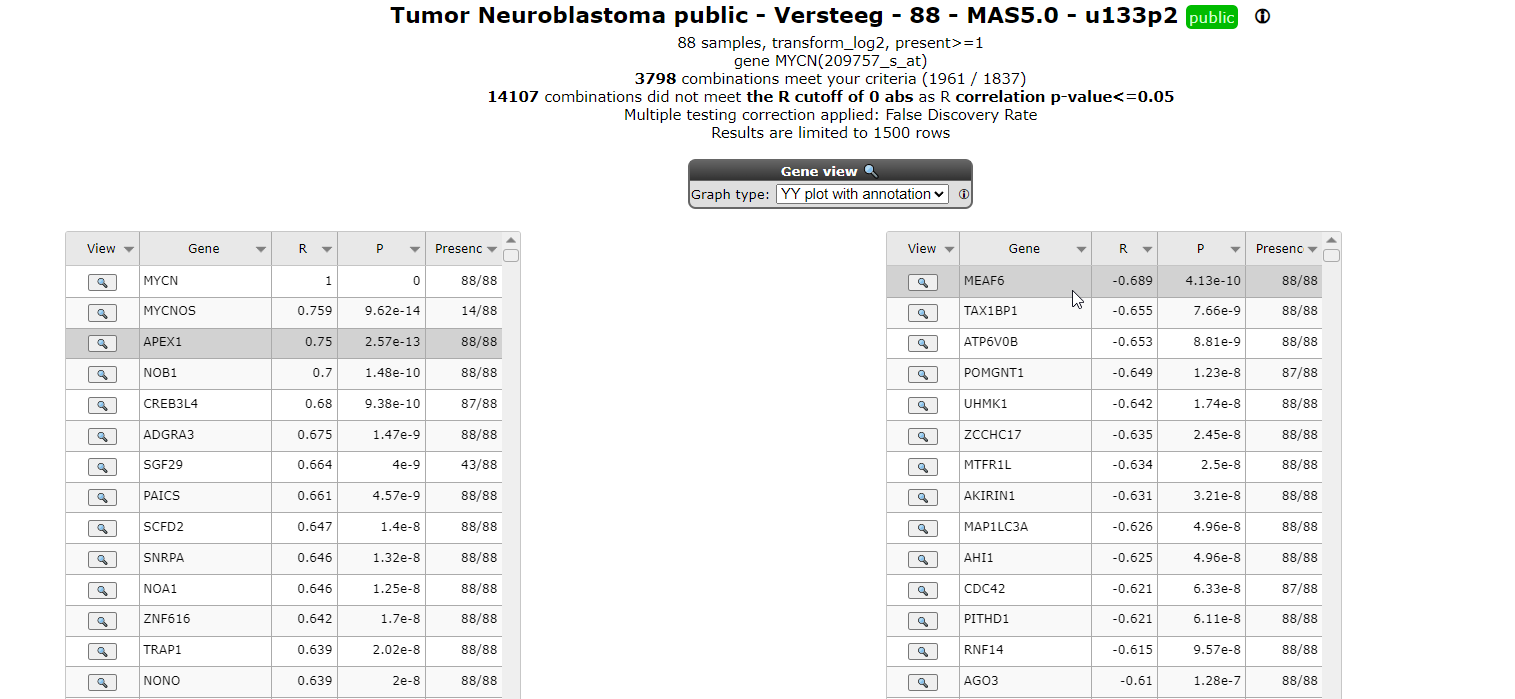 Tumor Neuroblastoma public - Versteeg - 88 - MAS5.0 - u133p2 public
88 samples, transform_log2, present>=1
gene MYCN(209757_s_at)
3798 combinations meet your criteria (1961 / 1837)
14107 combinations did not meet the R cutoff of 0 abs as R correlation p-value<=0.05
Multiple testing correction applied: False Discovery Rate
Results are limited to 1500 rows
Gene view
Graph type: YY plot with annotation
View Gene R P Presenc
MYCN 1 0 88/88
MYCNOS 0.759 9.62e-14 14/88
APEX1 0.75 2.57e-13 88/88
NOB1 0.7 1.48e-10 88/88
CREB3L4 0.68 9.38e-10 87/88
ADGRA3 0.675 1.47e-9 88/88
SGF29 0.664 4e-9 43/88
PAICS 0.661 4.57e-9 88/88
SCFD2 0.647 1.4e-8 88/88
SNRPA 0.646 1.32e-8 88/88
NOA1 0.646 1.25e-8 88/88
ZNF616 0.642 1.7e-8 88/88
TRAP1 0.639 2.02e-8 88/88
NONO 0.639 2e-8 88/88
View Gene R P Presenc
MEAF6 -0.689 4.13e-10 88/88
TAX1BP1 -0.655 7.66e-9 88/88
ATP6V0B -0.653 8.81e-9 88/88
POMGNT1 -0.649 1.23e-8 87/88
UHMK1 -0.642 1.74e-8 88/88
ZCCHC17 -0.635 2.45e-8 88/88
MTFR1L -0.634 2.5e-8 88/88
AKIRIN1 -0.631 3.21e-8 88/88
MAP1LC3A -0.626 4.96e-8 88/88
AHI1 -0.625 4.96e-8 88/88
CDC42 -0.621 6.33e-8 87/88
PITHD1 -0.621 6.11e-8 88/88
RNF14 -0.615 9.57e-8 88/88
AGO3 -0.61 1.28e-7 88/88